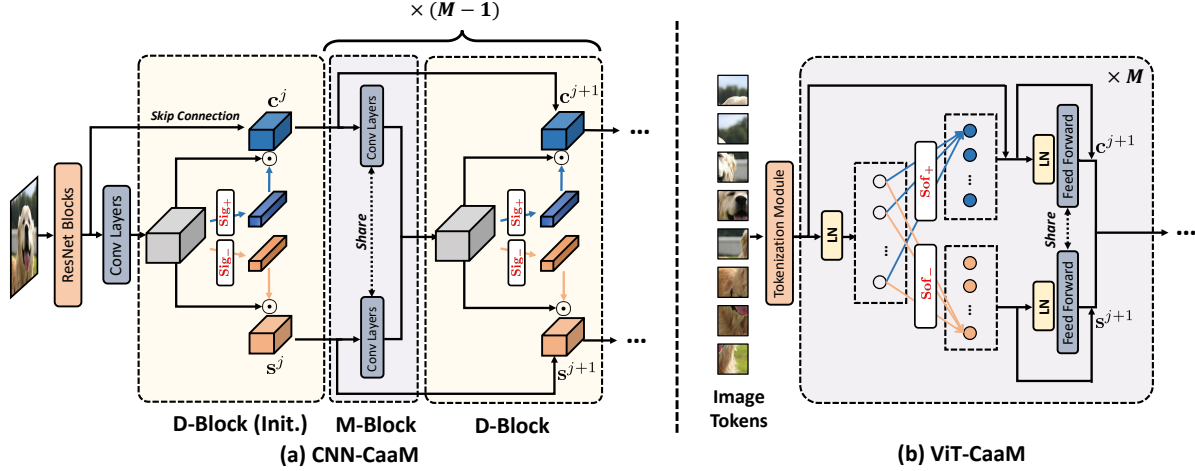 × (M − 1)
c^j
Skip Connection
ResNet Blocks
Conv Layers
Sig+
Sig−
s^j
Conv Layers
Share
Conv Layers
c^{j+1}
Sig+
Sig−
s^{j+1}
...
...
D-Block (Init.)
M-Block
D-Block
(a) CNN-CaaM
Image
Tokens
Tokenization Module
LN
...
Sof+
Sof−
...
...
× M
LN
Feed Forward
c^{j+1}
Share
LN
Feed Forward
s^{j+1}
...
(b) ViT-CaaM